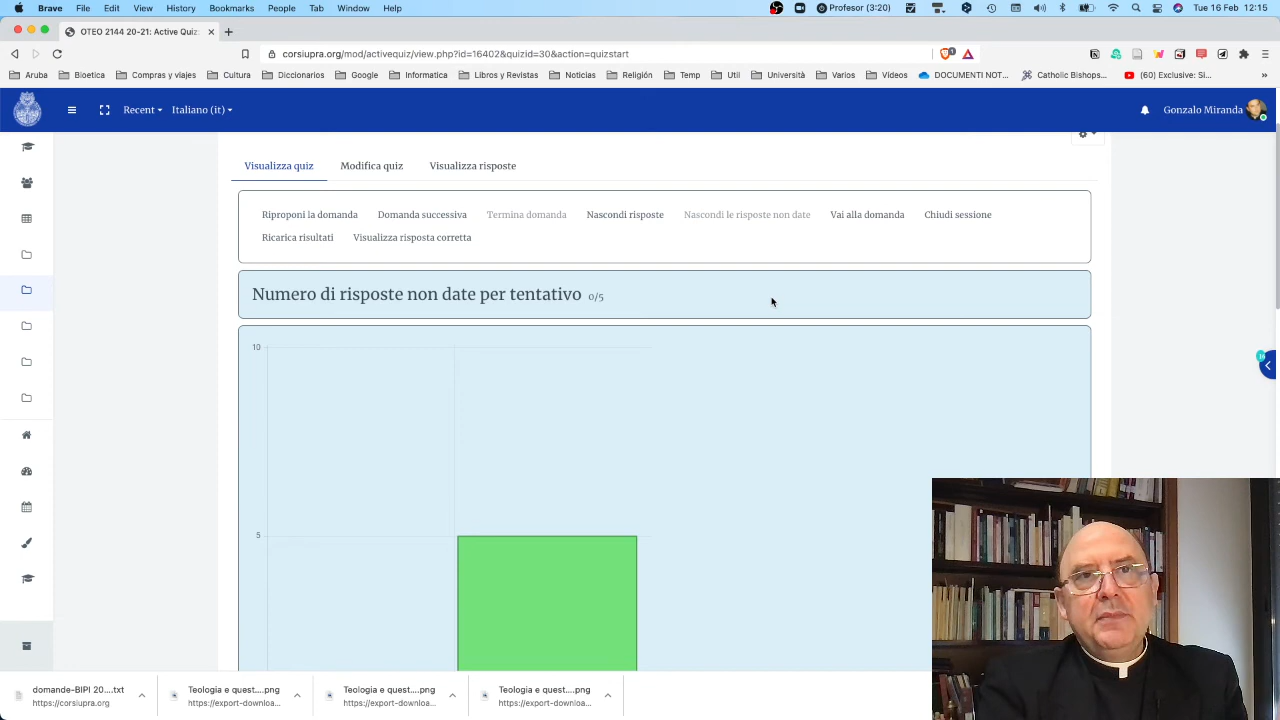 Brave File Edit View History Bookmarks People Tab Window Help Profesor (3:20) Tue 16 Feb 12:15
OTEO 2144 20-21: Active Quiz:
corsiupra.org/mod/activequiz/view.php?id=16402&quizid=30&action=quizstart
Aruba Bioetica Compras y viajes Cultura Diccionarios Google Informatica Libros y Revistas Noticias Religión Temp Util Università Varios Vídeos DOCUMENTI NOT... Catholic Bishops... (60) Exclusive: Si...
Recent Italiano (it) Gonzalo Miranda
Visualizza quiz Modifica quiz Visualizza risposte
Riproponi la domanda Domanda successiva Termina domanda Nascondi risposte Nascondi le risposte non date Vai alla domanda Chiudi sessione
Ricarica risultati Visualizza risposta corretta
Numero di risposte non date per tentativo 0/5
10
5
domande-BIPI 20....txt Teologia e quest....png Teologia e quest....png Teologia e quest....png
https://corsiupra.org https://export-downloa... https://export-downloa... https://export-downloa...